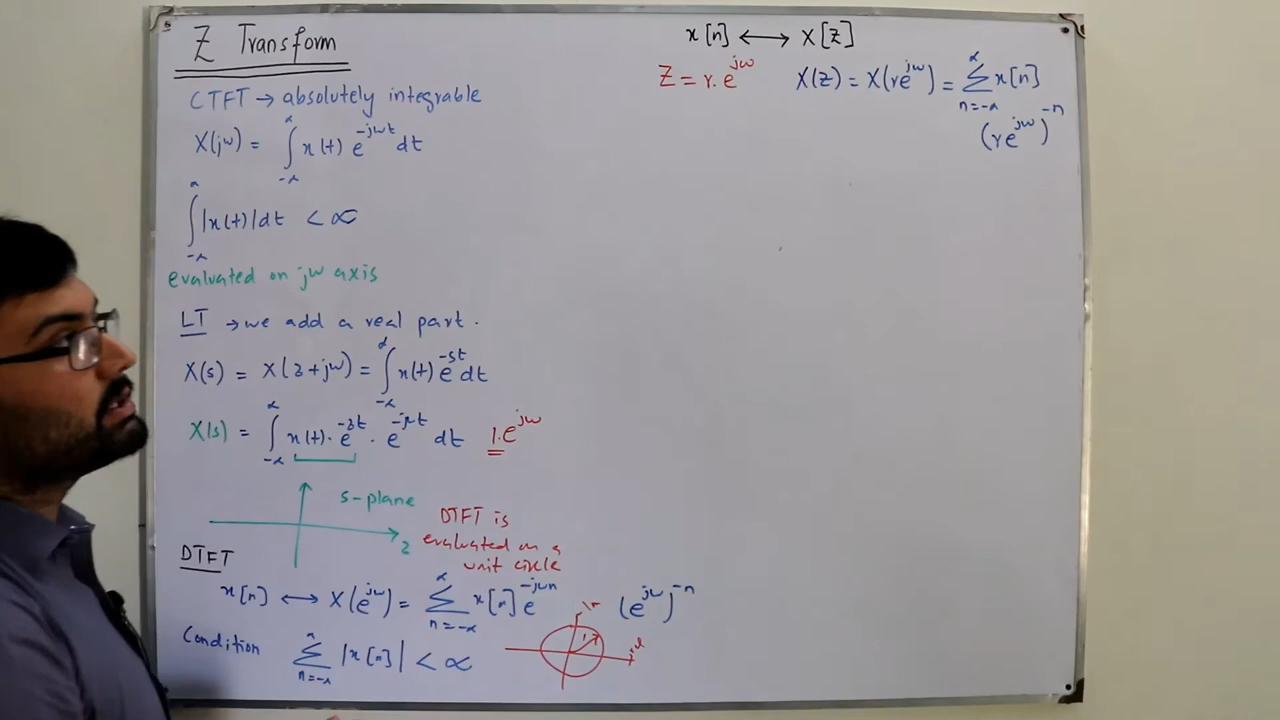 Z Transform
CTFT → absolutely integrable
X(jω) = ∫_{-∞}^{∞} x(t) e^{-jωt} dt
∫_{-∞}^{∞} |x(t)| dt < ∞
evaluated on jω axis
LT → we add a real part.
X(s) = X(σ+jω) = ∫_{-∞}^{∞} x(t) e^{-st} dt
X(s) = ∫_{-∞}^{∞} x(t) · e^{-σt} · e^{-jωt} dt
1.e^{jω}
s-plane
σ
DTFT is
evaluated on a
unit circle
DTFT
x[n] ⟷ X(e^{jω}) = ∑_{n=-∞}^{∞} x[n] e^{-jωn}
(e^{jω})^{-n}
1
Condition ∑_{n=-∞}^{∞} |x[n]| < ∞
x[n] ⟷ X[Z]
Z = r.e^{jω}
X(Z) = X(re^{jω}) = ∑_{n=-∞}^{∞} x[n]
(re^{jω})^{-n}